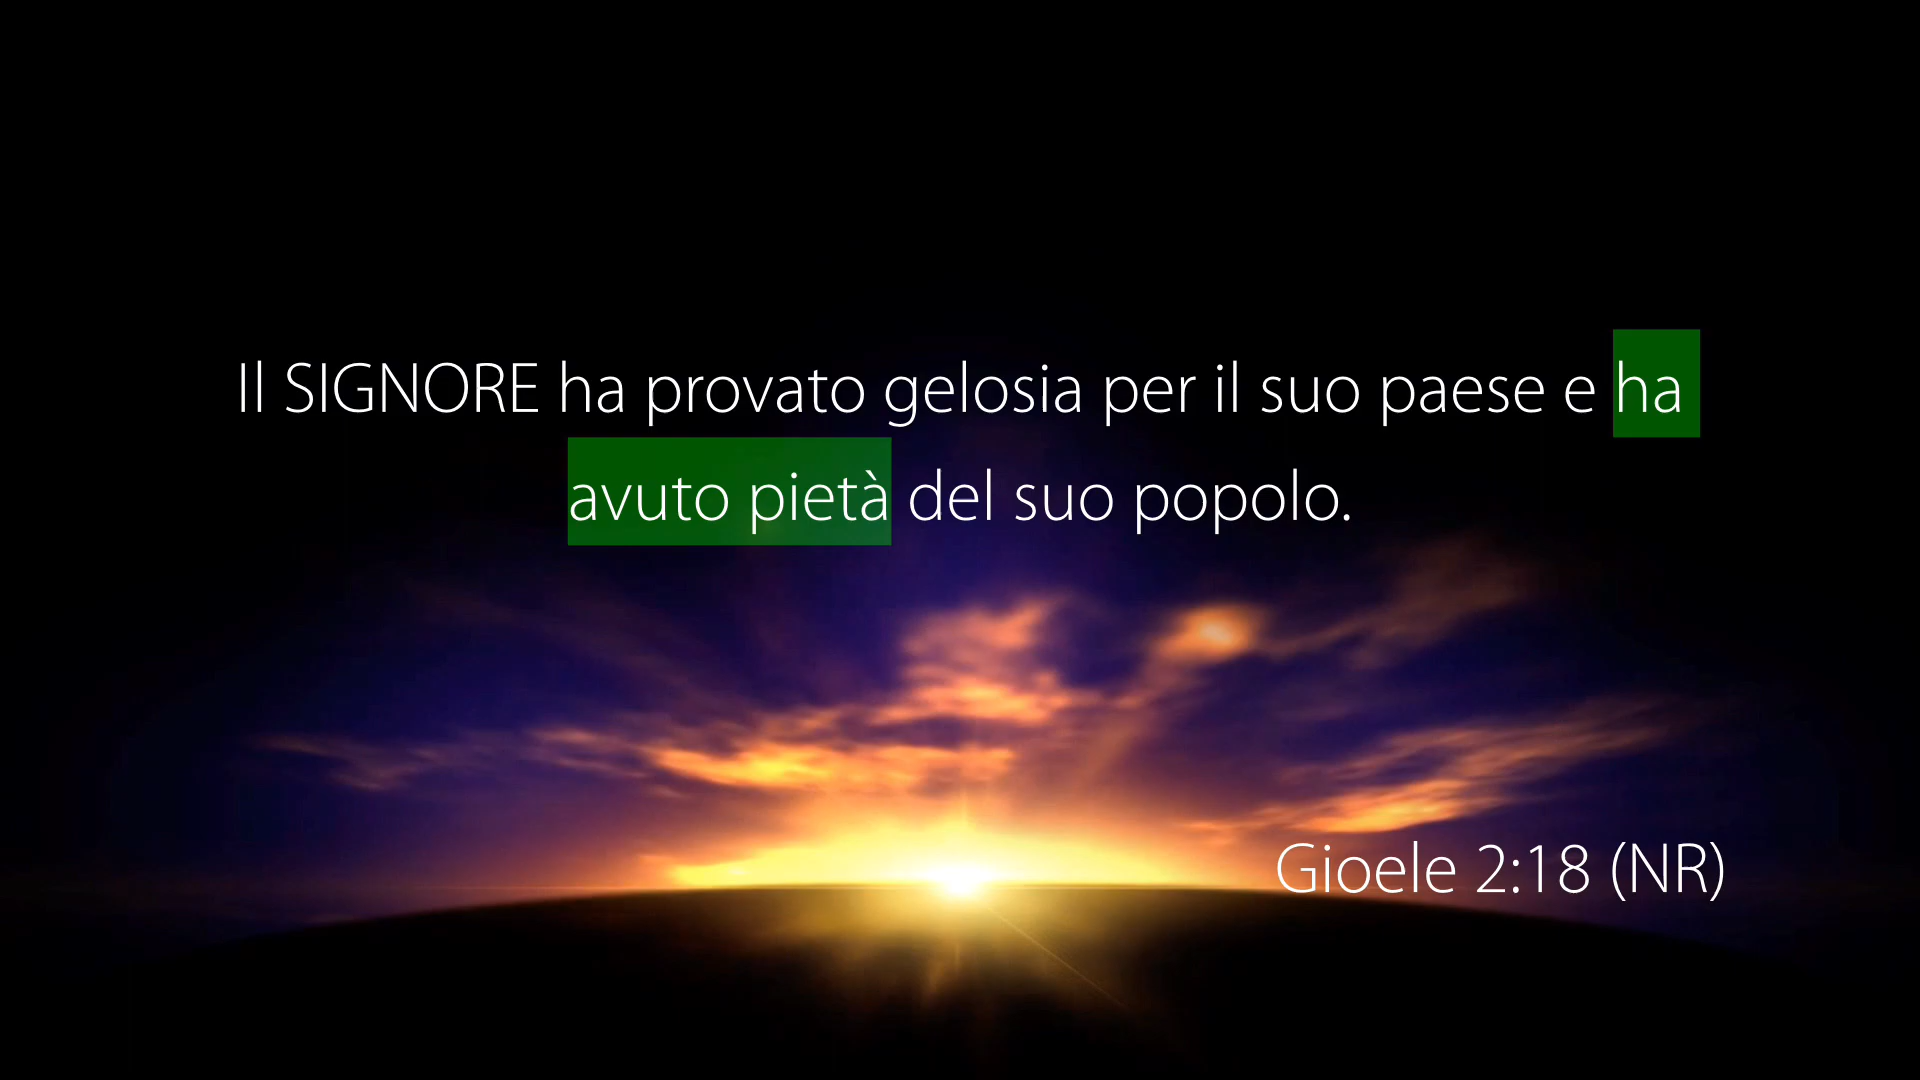 Il SIGNORE ha provato gelosia per il suo paese e ha
avuto pietà del suo popolo.
Gioele 2:18 (NR)